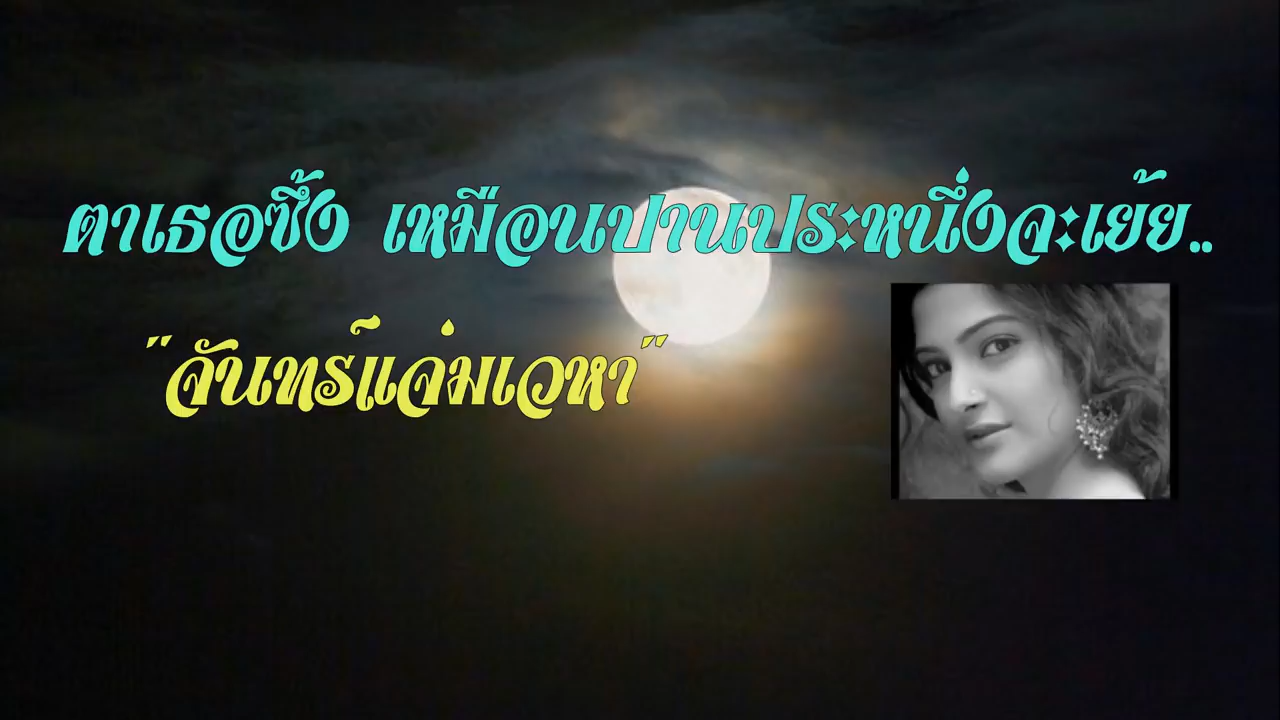 ตาเธอซึ้ง เหมือนปานประหนึ่งจะเย้ย..
"จันทร์แจ่มเวหา"